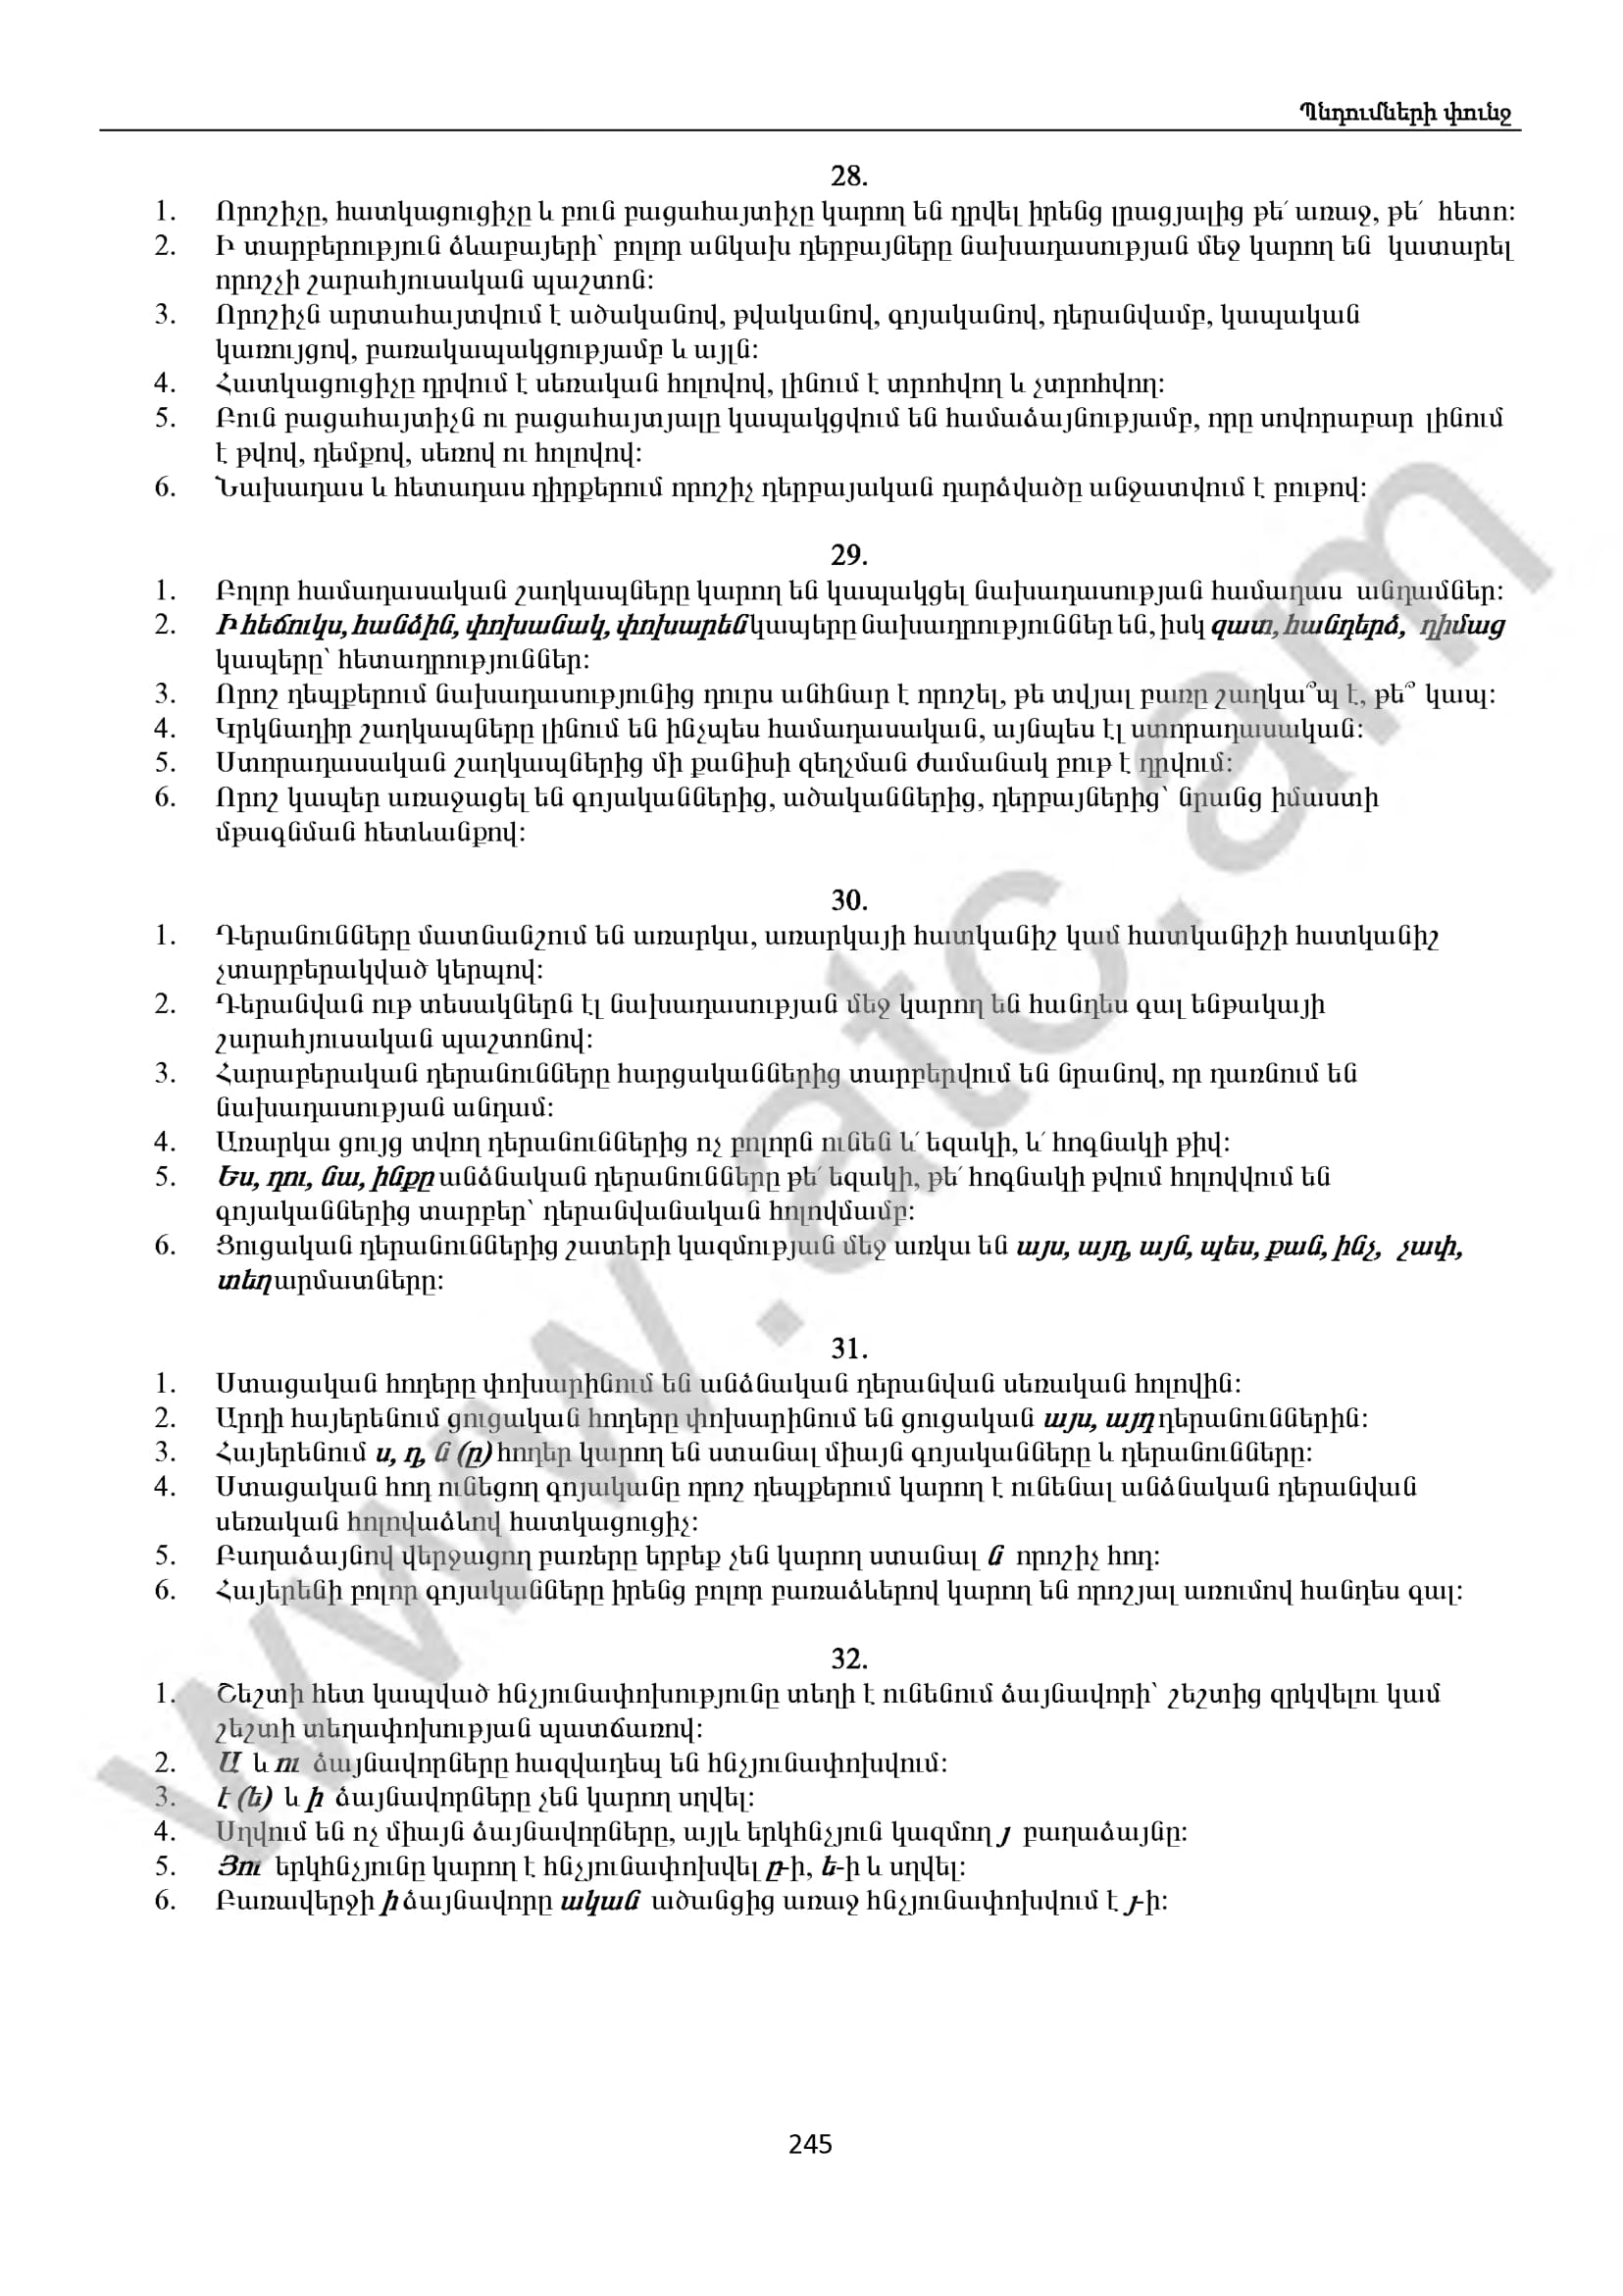 Պնդումների փունջ
28.
1. Որոշիչը, հատկացուցիչը և բուն բացահայտիչը կարող են դրվել իրենց լրացյալից թե՛ առաջ, թե՛ հետո:
2. Ի տարբերություն ձևաբայերի՝ բոլոր անկախ դերբայները նախադասության մեջ կարող են կատարել
որոշչի շարահյուսական պաշտոն:
3. Որոշիչն արտահայտվում է ածականով, թվականով, գոյականով, դերանվամբ, կապական
կառույցով, բառակապակցությամբ և այլն:
4. Հատկացուցիչը դրվում է սեռական հոլովով, լինում է տրոհվող և չտրոհվող:
5. Բուն բացահայտիչն ու բացահայտյալը կապակցվում են համաձայնությամբ, որը սովորաբար լինում
է թվով, դեմքով, սեռով ու հոլովով:
6. Նախադաս և հետադաս դիրքերում որոշիչ դերբայական դարձվածը անջատվում է բութով:
29.
1. Բոլոր համադասական շաղկապները կարող են կապակցել նախադասության համադաս անդամներ:
2. Ի հեճուկս, հանձին, փոխանակ, փոխարեն կապերը նախադրություններ են, իսկ զատ, հանդերձ, դիմաց
կապերը՝ հետադրություններ:
3. Որոշ դեպքերում նախադասությունից դուրս անհնար է որոշել, թե տվյալ բառը շաղկա՞պ է, թե՞ կապ:
4. Կրկնադիր շաղկապները լինում են ինչպես համադասական, այնպես էլ ստորադասական:
5. Ստորադասական շաղկապներից մի քանիսի զեղչման ժամանակ բութ է դրվում:
6. Որոշ կապեր առաջացել են գոյականներից, ածականներից, դերբայներից՝ նրանց իմաստի
մթագնման հետևանքով:
30.
1. Դերանունները մատնանշում են առարկա, առարկայի հատկանիշ կամ հատկանիշի հատկանիշ
չտարբերակված կերպով:
2. Դերանվան ութ տեսակներն էլ նախադասության մեջ կարող են հանդես գալ ենթակայի
շարահյուսական պաշտոնով:
3. Հարաբերական դերանունները հարցականներից տարբերվում են նրանով, որ դառնում են
նախադասության անդամ:
4. Առարկա ցույց տվող դերանուններից ոչ բոլորն ունեն և՛ եզակի, և՛ հոգնակի թիվ:
5. Ես, դու, նա, ինքը անձնական դերանունները թե՛ եզակի, թե՛ հոգնակի թվում հոլովվում են
գոյականներից տարբեր՝ դերանվանական հոլովմամբ:
6. Ցուցական դերանուններից շատերի կազմության մեջ առկա են այս, այդ, այն, պես, քան, ինչ, չափ,
տեղ արմատները:
31.
1. Ստացական հոդերը փոխարինում են անձնական դերանվան սեռական հոլովին:
2. Արդի հայերենում ցուցական հոդերը փոխարինում են ցուցական այս, այդ դերանուններին:
3. Հայերենում ս, դ, ն (ը) հոդեր կարող են ստանալ միայն գոյականները և դերանունները:
4. Ստացական հոդ ունեցող գոյականը որոշ դեպքերում կարող է ունենալ անձնական դերանվան
սեռական հոլովաձևով հատկացուցիչ:
5. Բաղաձայնով վերջացող բառերը երբեք չեն կարող ստանալ ն որոշիչ հոդ:
6. Հայերենի բոլոր գոյականները իրենց բոլոր բառաձևերով կարող են որոշյալ առումով հանդես գալ:
32.
1. Շեշտի հետ կապված հնչյունափոխությունը տեղի է ունենում ձայնավորի՝ շեշտից զրկվելու կամ
շեշտի տեղափոխության պատճառով:
2. Ա և ու ձայնավորները հազվադեպ են հնչյունափոխվում:
3. է (ե) և ի ձայնավորները չեն կարող սղվել:
4. Սղվում են ոչ միայն ձայնավորները, այլև երկհնչյուն կազմող յ բաղաձայնը:
5. Յու երկհնչյունը կարող է հնչյունափոխվել ը-ի, ե-ի և սղվել:
6. Բառավերջի ի ձայնավորը ական ածանցից առաջ հնչյունափոխվում է յ-ի:
245
www.atc.am